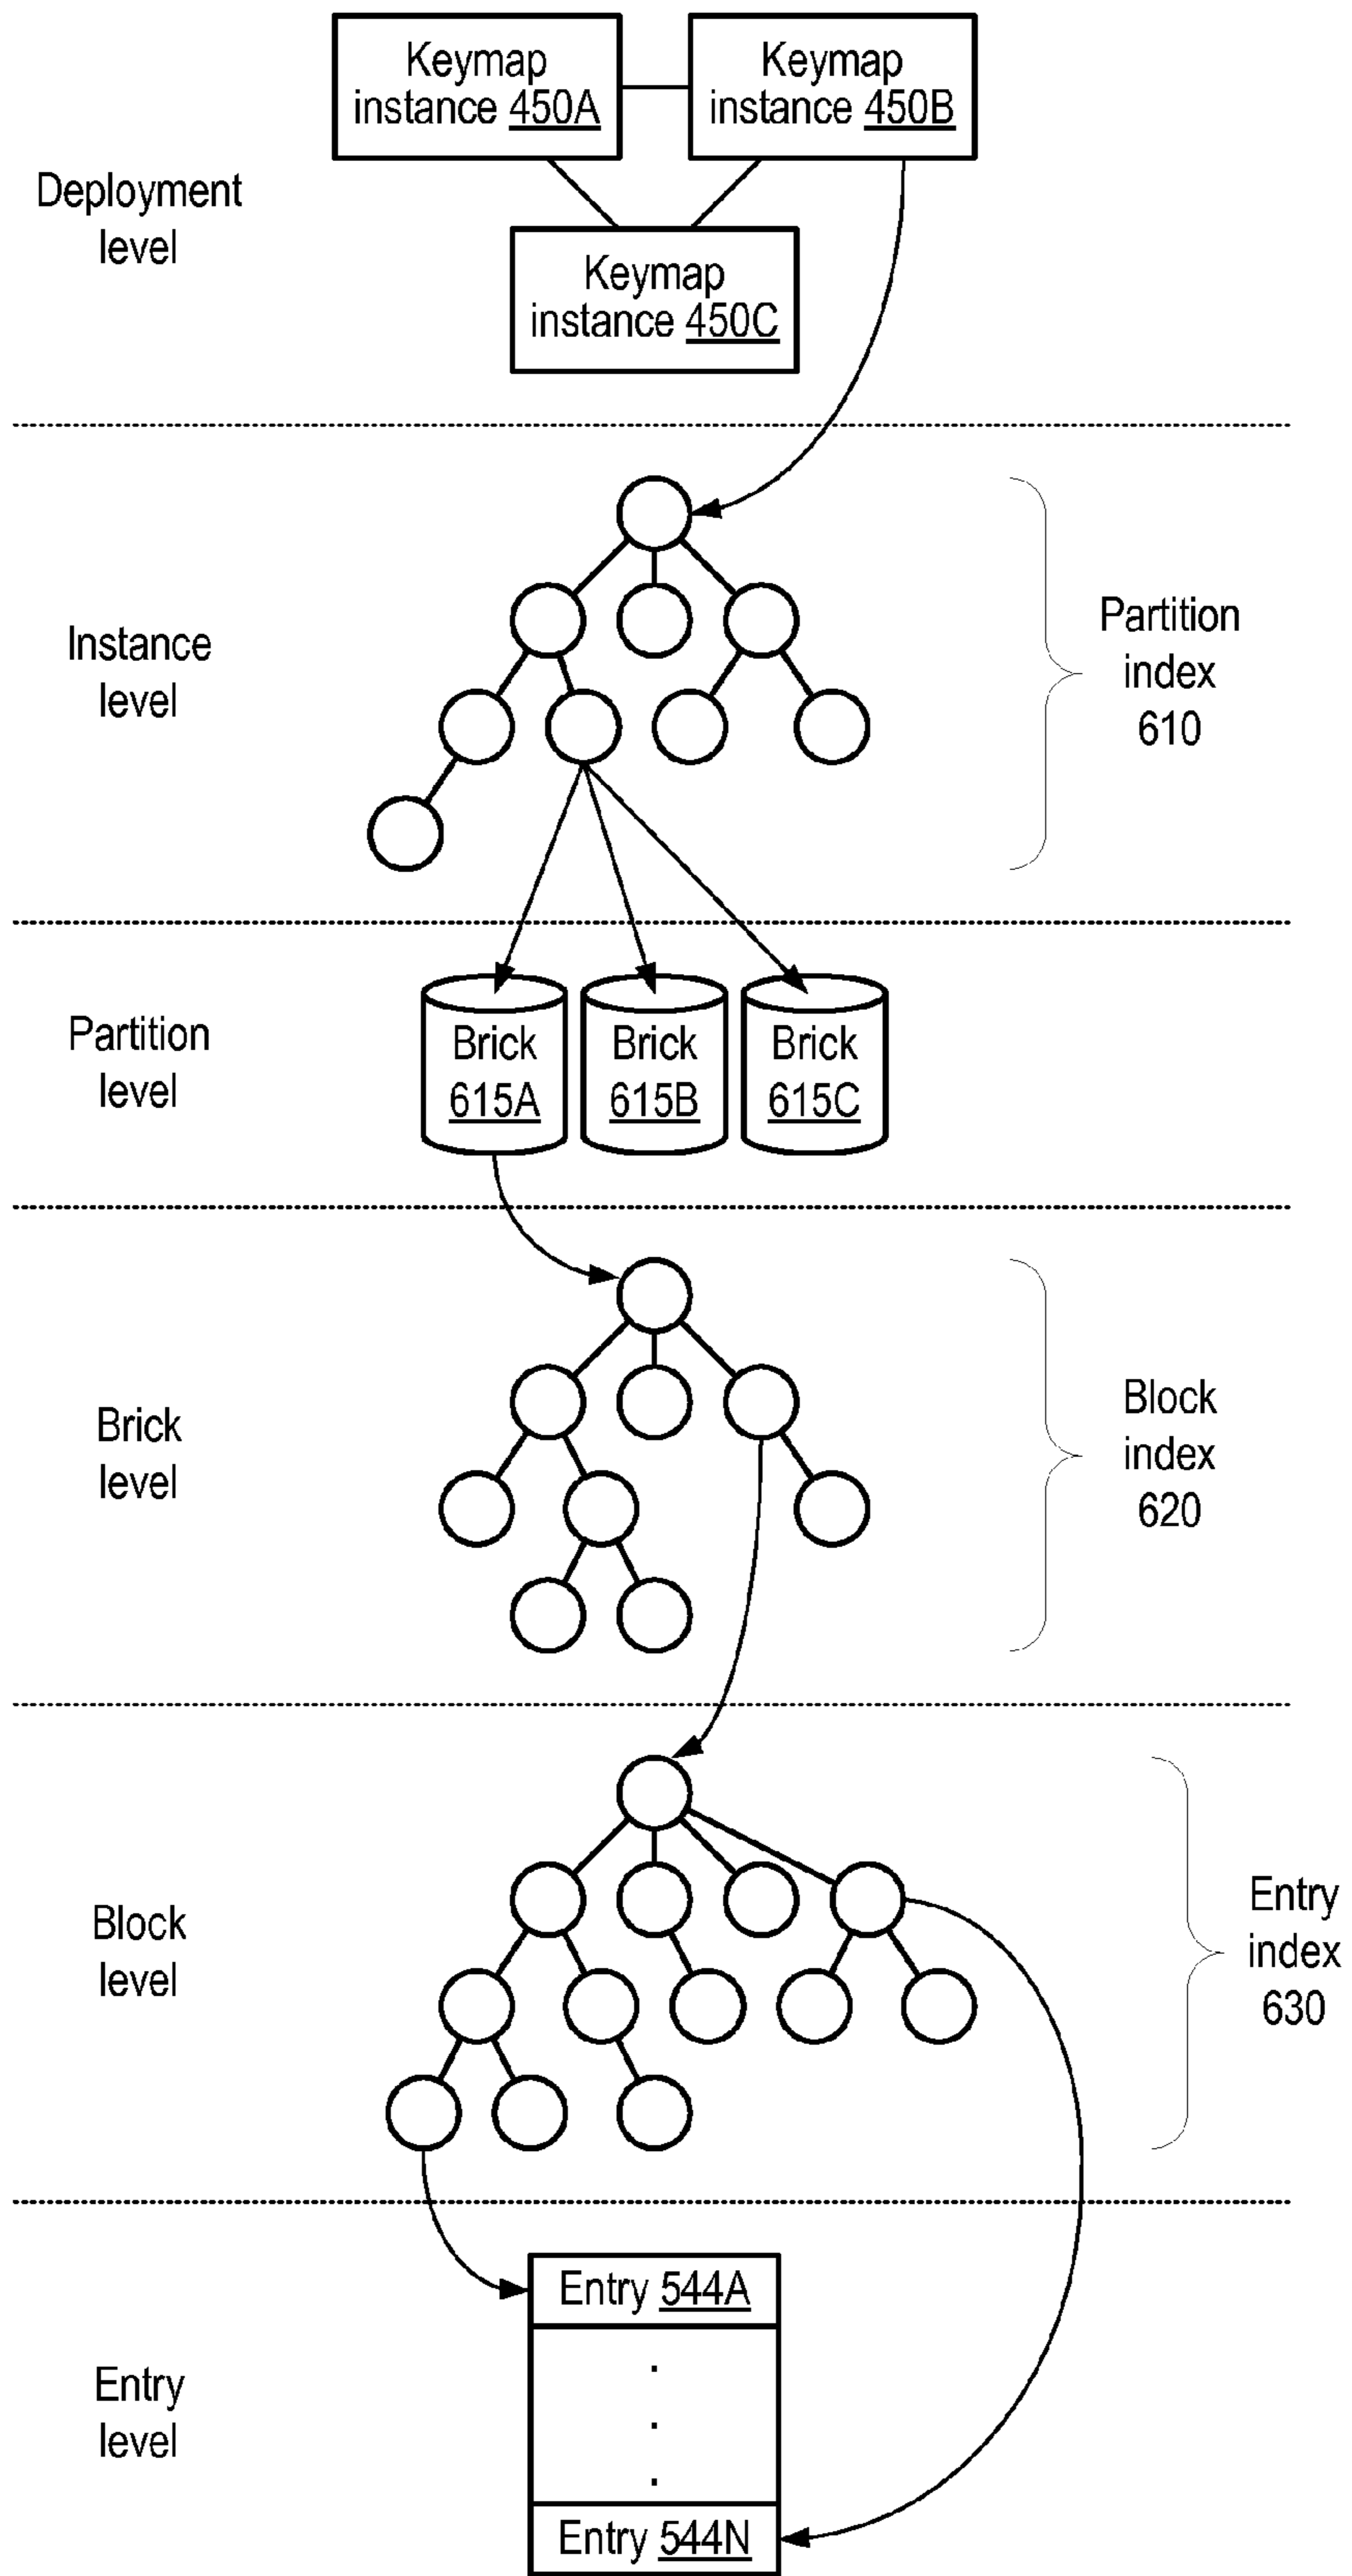 Keymap
instance 450A
Keymap
instance 450B
Deployment
level
Keymap
instance 450C
Instance
level
Partition
index
610
Partition
level
Brick
615A
Brick
615B
Brick
615C
Brick
level
Block
index
620
Block
level
Entry
index
630
Entry 544A
.
.
.
Entry
level
Entry 544N